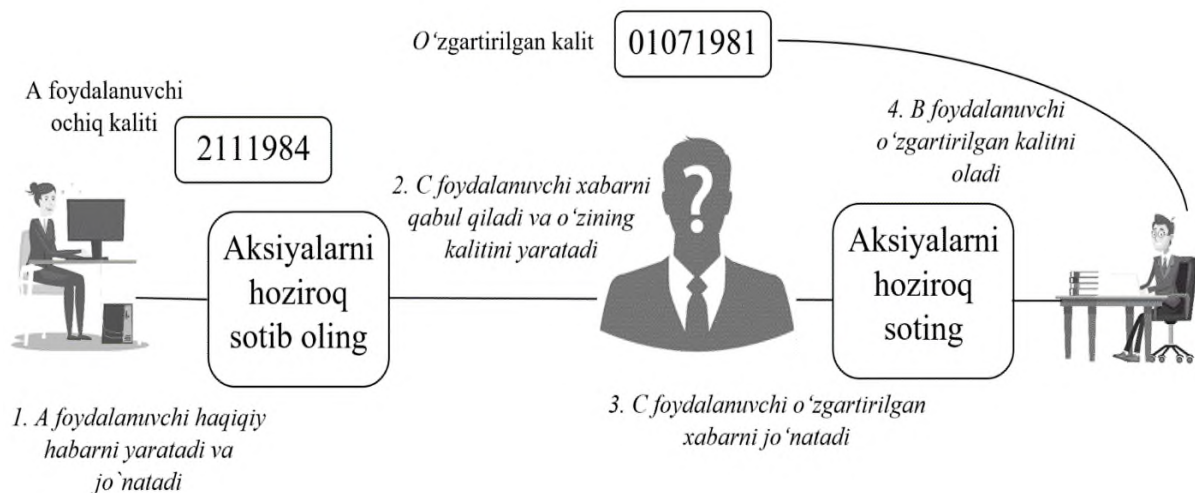 O‘zgartirilgan kalit
01071981
A foydalanuvchi
ochiq kaliti
2111984
4. B foydalanuvchi
o‘zgartirilgan kalitni
oladi
2. C foydalanuvchi xabarni
qabul qiladi va o‘zining
kalitini yaratadi
Aksiyalarni
hoziroq
sotib oling
?
Aksiyalarni
hoziroq
soting
1. A foydalanuvchi haqiqiy
habarni yaratadi va
jo`natadi
3. C foydalanuvchi o‘zgartirilgan
xabarni jo‘natadi